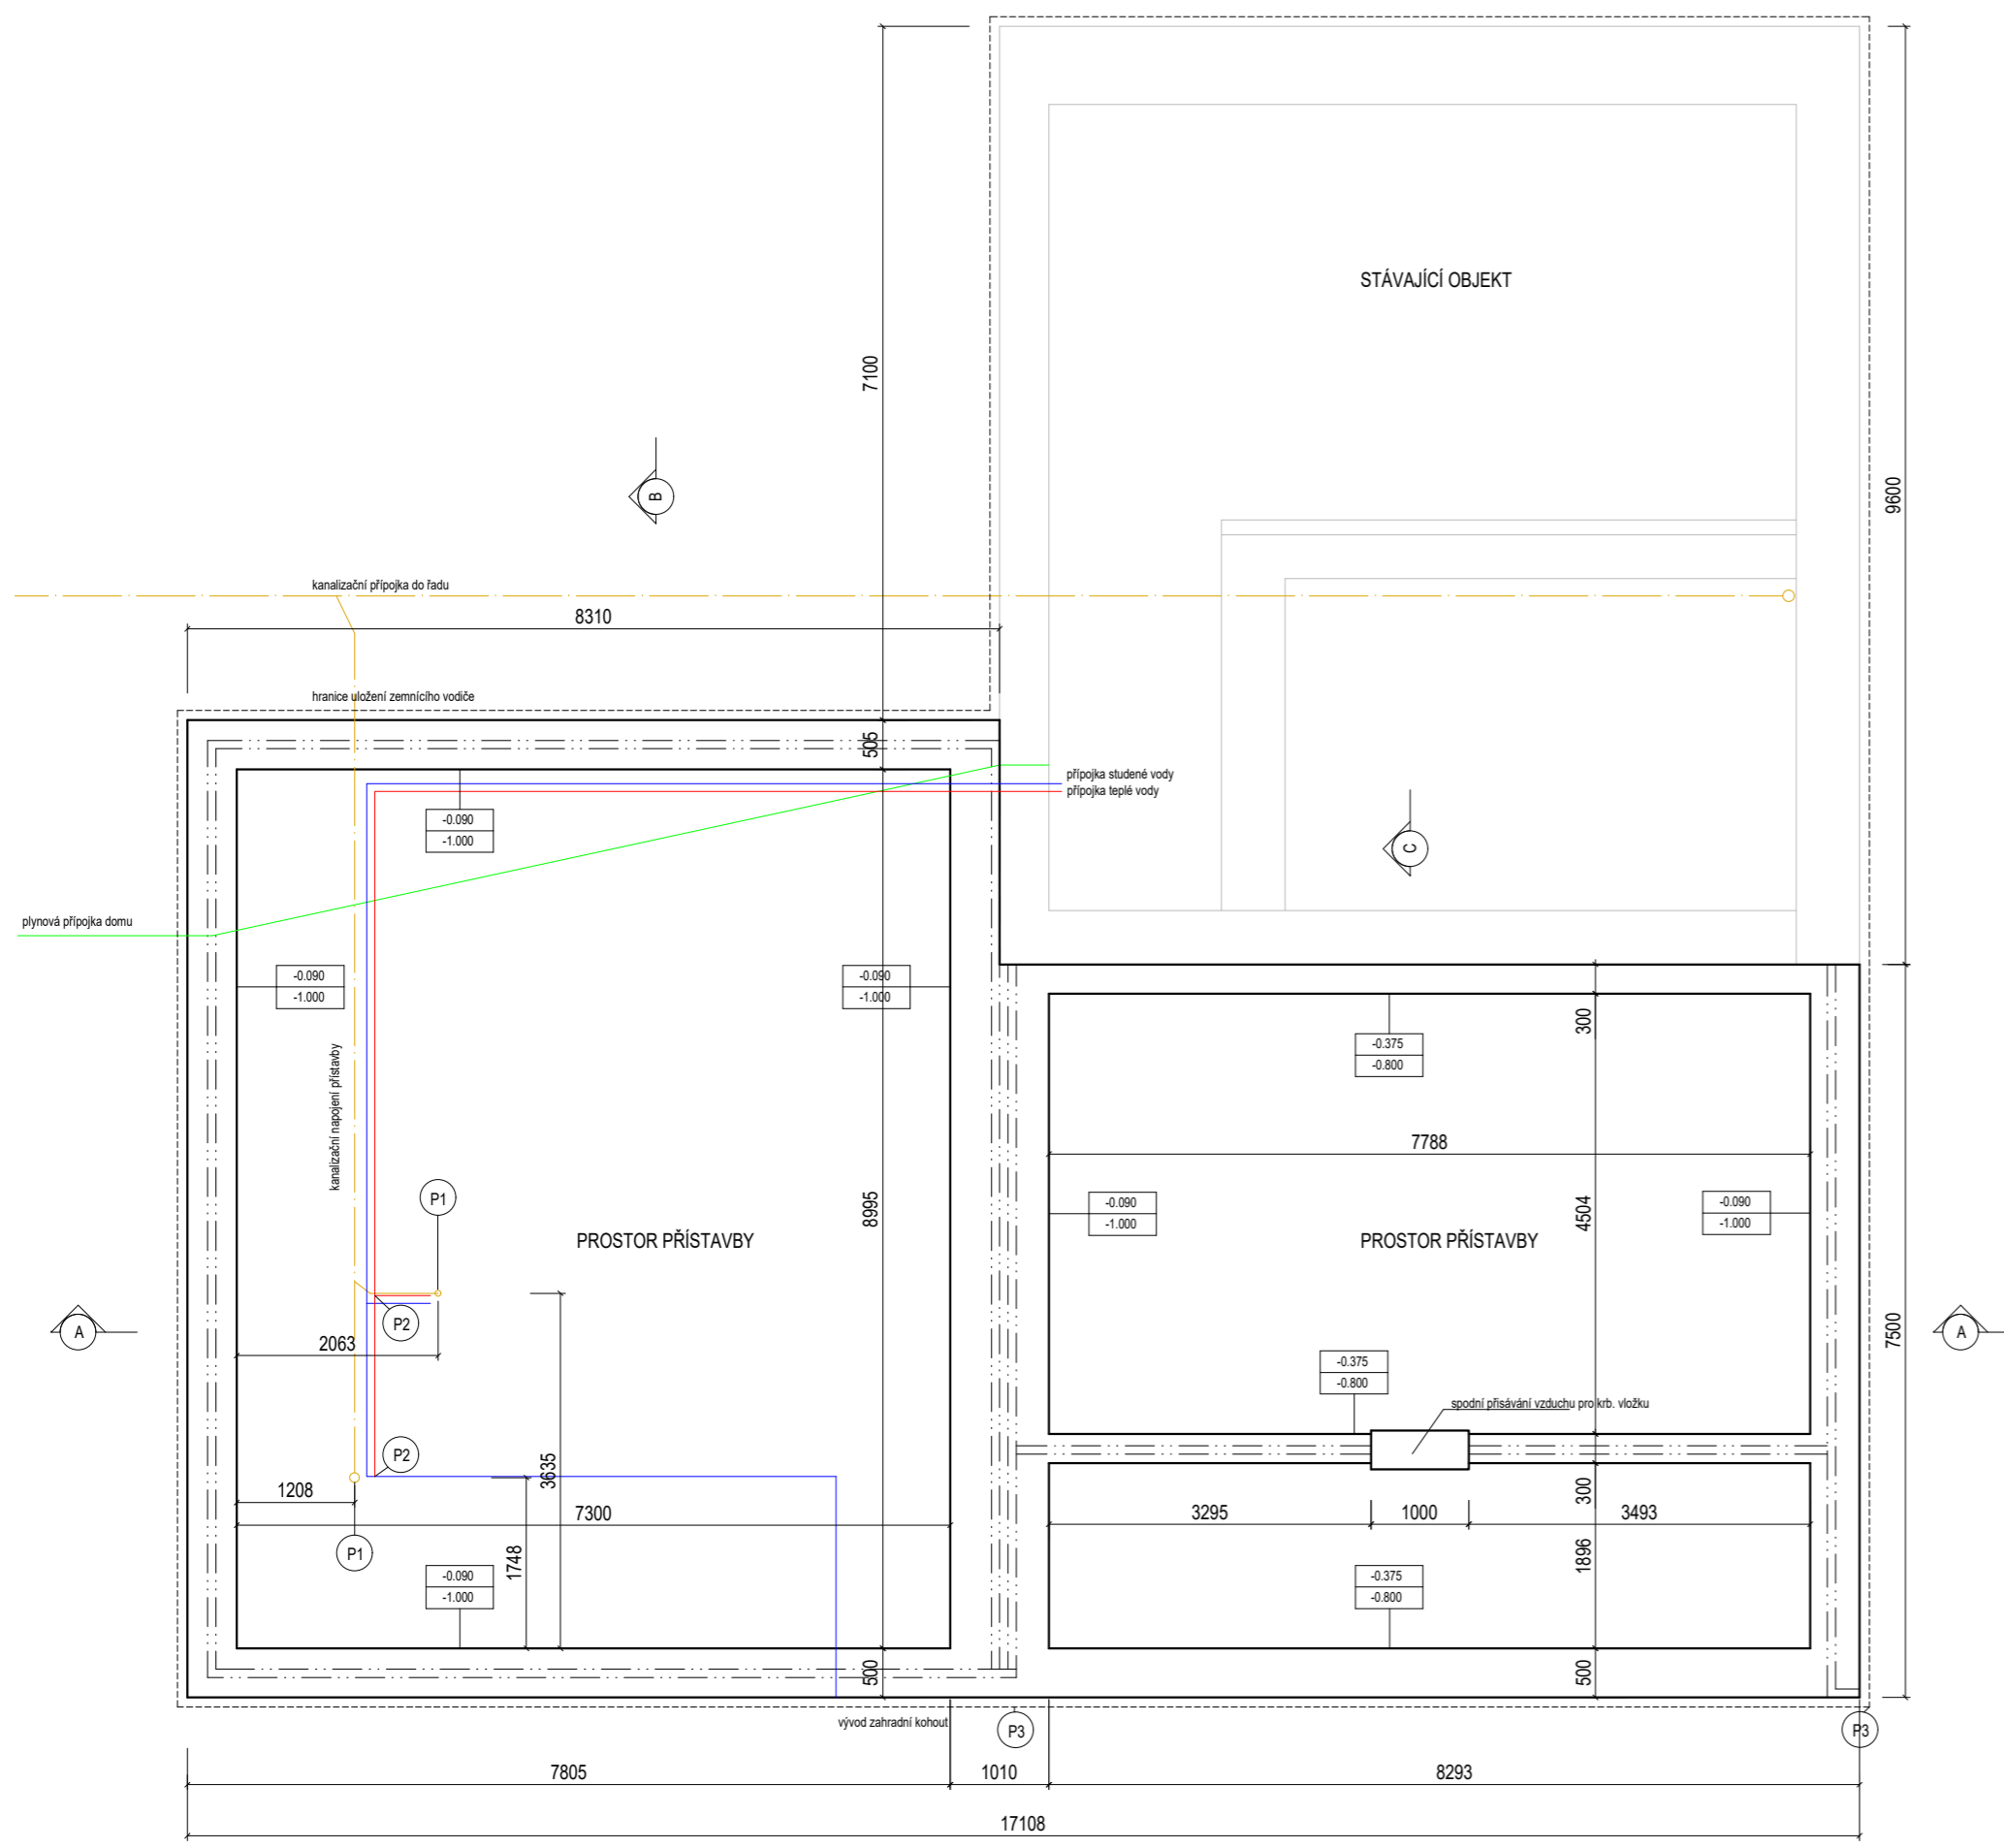 STÁVAJÍCÍ OBJEKT
7100
9600
B
kanalizační přípojka do řadu
8310
hranice uložení zemnícího vodiče
505
přípojka studené vody
přípojka teplé vody
-0.090
-1.000
C
plynová přípojka domu
-0.090
-1.000
-0.090
-1.000
300
-0.375
-0.800
kanalizační napojení přístavby
7788
P1
8995
-0.090
-1.000
4504
-0.090
-1.000
PROSTOR PŘÍSTAVBY
PROSTOR PŘÍSTAVBY
A
P2
2063
7500
A
-0.375
-0.800
spodní přisávání vzduchu pro krb. vložku
P2
3635
1208
7300
300
3295
1000
3493
P1
1748
1896
-0.090
-1.000
-0.375
-0.800
500
500
vývod zahradní kohout
P3
P3
7805
1010
8293
17108